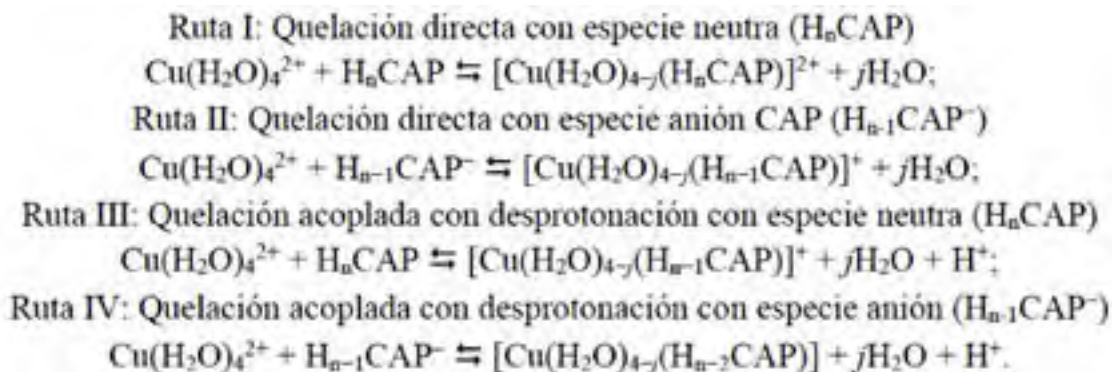 Ruta I: Quelación directa con especie neutra (HₙCAP)
Cu(H₂O)₄²⁺ + HₙCAP ⇆ [Cu(H₂O)₄₋ⱼ(HₙCAP)]²⁺ + jH₂O;
Ruta II: Quelación directa con especie anión CAP (Hₙ₋₁CAP⁻)
Cu(H₂O)₄²⁺ + Hₙ₋₁CAP⁻ ⇆ [Cu(H₂O)₄₋ⱼ(Hₙ₋₁CAP)]⁺ + jH₂O;
Ruta III: Quelación acoplada con desprotonación con especie neutra (HₙCAP)
Cu(H₂O)₄²⁺ + HₙCAP ⇆ [Cu(H₂O)₄₋ⱼ(Hₙ₋₁CAP)]⁺ + jH₂O + H⁺;
Ruta IV: Quelación acoplada con desprotonación con especie anión (Hₙ₋₁CAP⁻)
Cu(H₂O)₄²⁺ + Hₙ₋₁CAP⁻ ⇆ [Cu(H₂O)₄₋ⱼ(Hₙ₋₂CAP)] + jH₂O + H⁺.